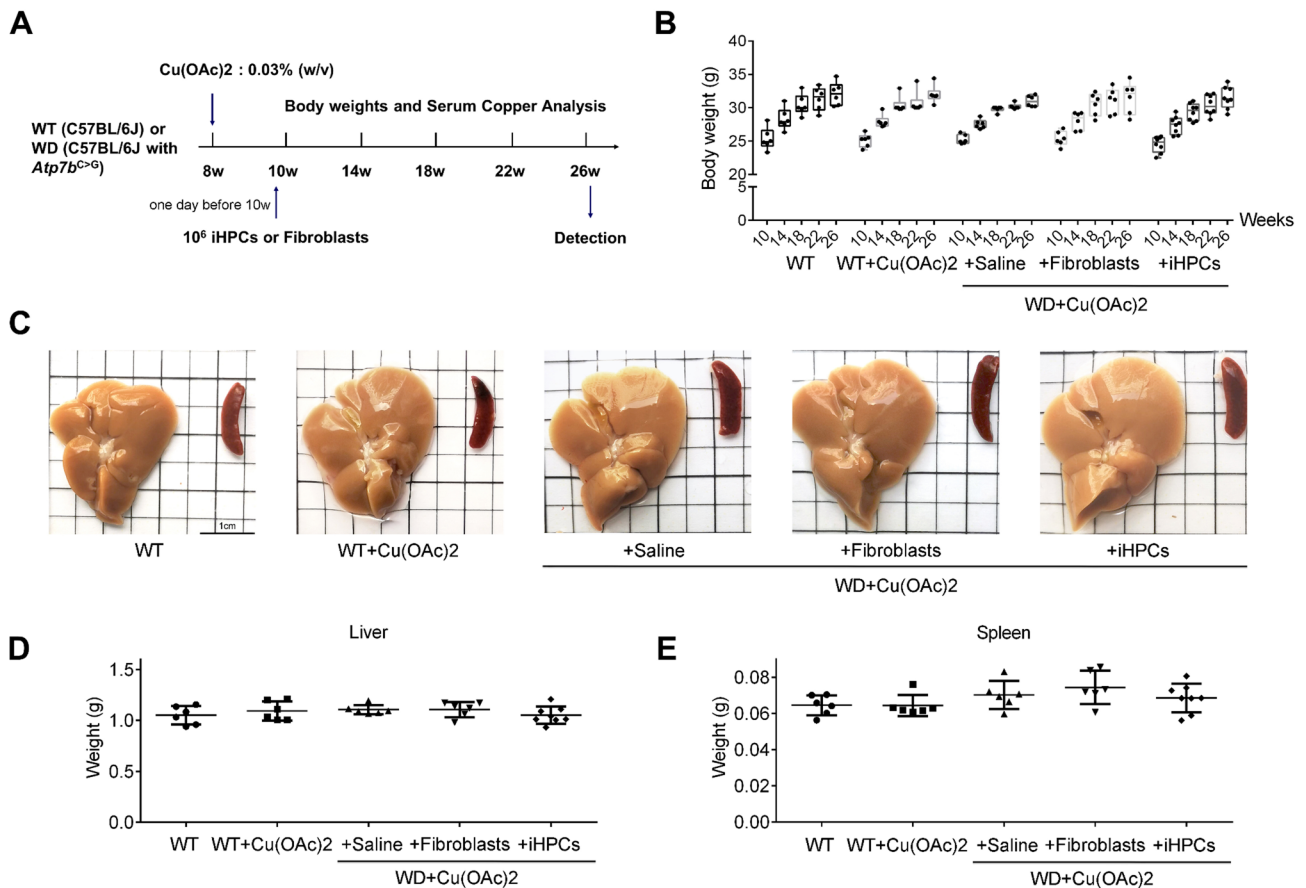 A
Cu(OAc)2 : 0.03% (w/v)
Body weights and Serum Copper Analysis
WT (C57BL/6J) or
WD (C57BL/6J with
Atp7bC>G)
8w 10w 14w 18w 22w 26w
one day before 10w
10⁶ iHPCs or Fibroblasts
Detection
B
Body weight (g)
40
35
30
25
20
5
0
10 14 18 22 26 10 14 18 22 26 10 14 18 22 26 10 14 18 22 26 10 14 18 22 26
Weeks
WT WT+Cu(OAc)2 +Saline +Fibroblasts +iHPCs
WD+Cu(OAc)2
C
1cm
WT WT+Cu(OAc)2 +Saline +Fibroblasts +iHPCs
WD+Cu(OAc)2
D
Liver
Weight (g)
1.5
1.0
0.5
0.0
WT WT+Cu(OAc)2 +Saline +Fibroblasts +iHPCs
WD+Cu(OAc)2
E
Spleen
Weight (g)
0.08
0.06
0.04
0.02
0.00
WT WT+Cu(OAc)2 +Saline +Fibroblasts +iHPCs
WD+Cu(OAc)2